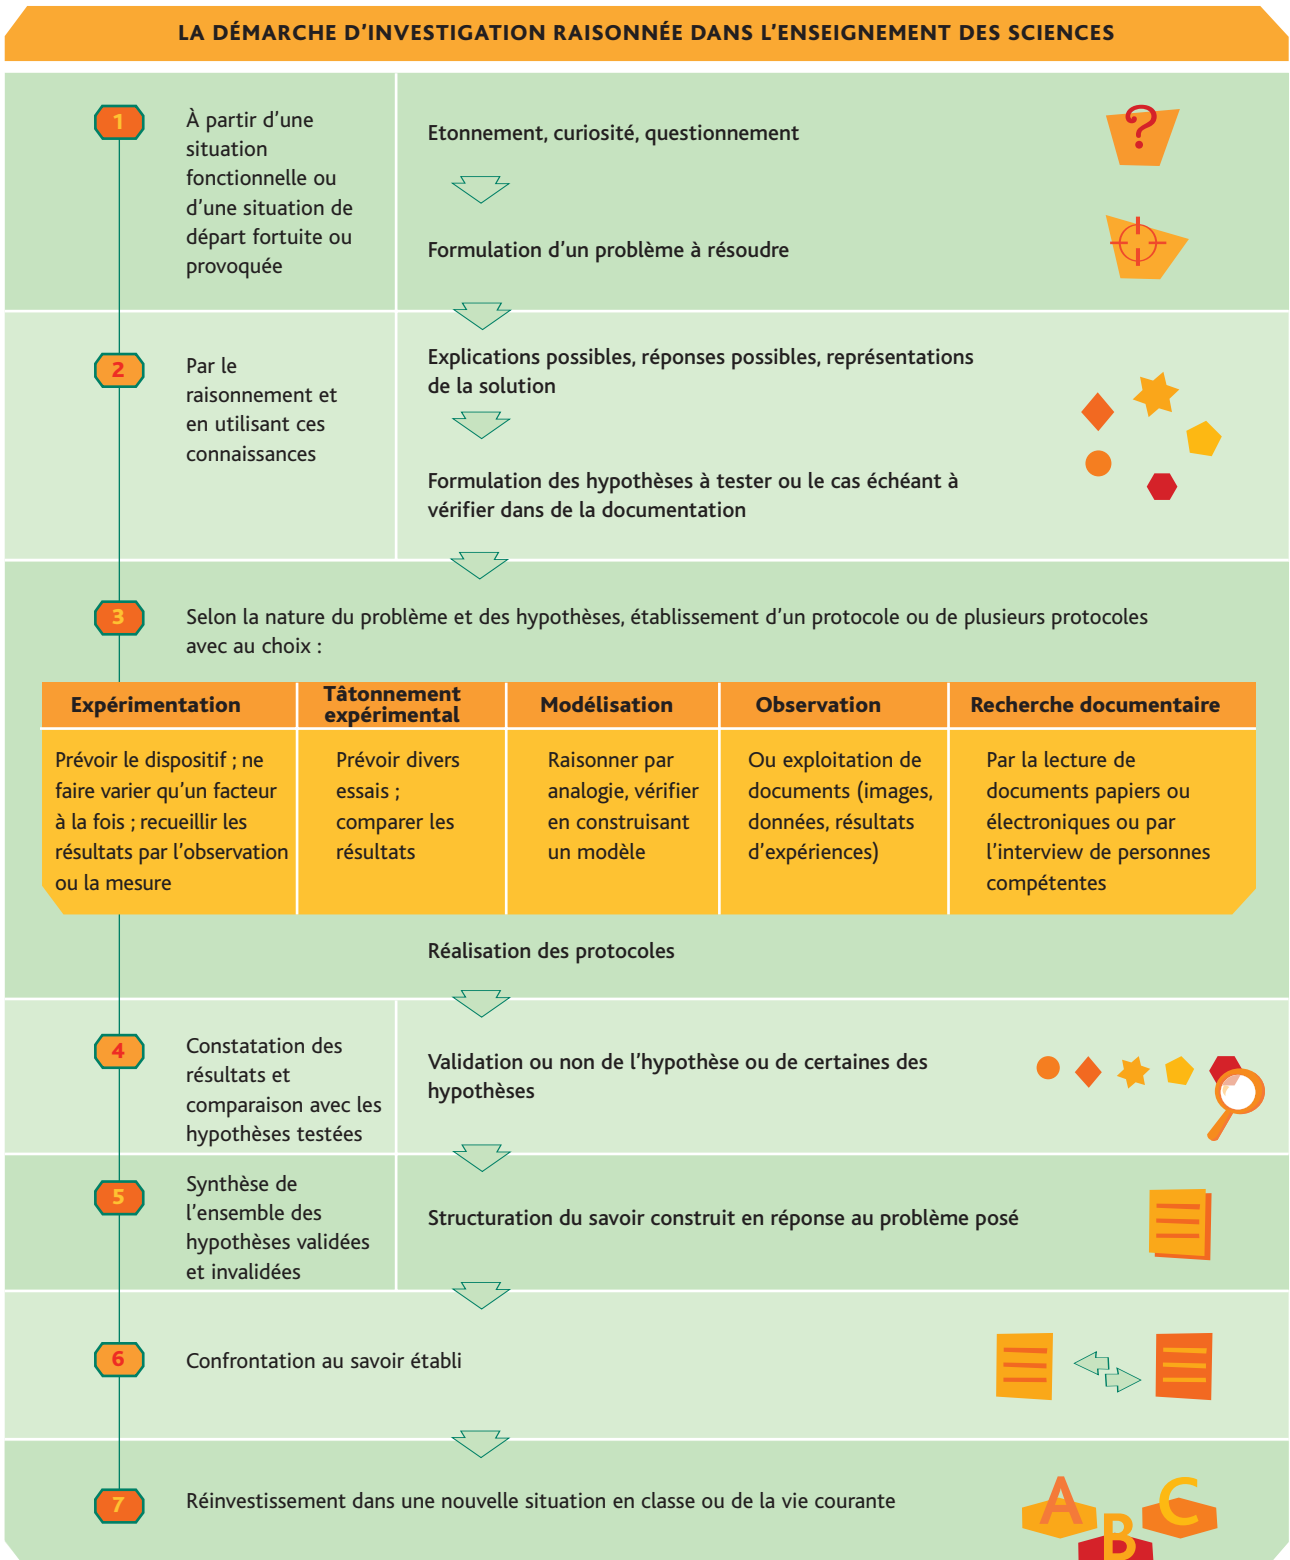 LA DÉMARCHE D'INVESTIGATION RAISONNÉE DANS L'ENSEIGNEMENT DES SCIENCES
1
À partir d'une
situation
fonctionnelle ou
d'une situation de
départ fortuite ou
provoquée
Etonnement, curiosité, questionnement
?
Formulation d'un problème à résoudre
2
Par le
raisonnement et
en utilisant ces
connaissances
Explications possibles, réponses possibles, représentations
de la solution
Formulation des hypothèses à tester ou le cas échéant à
vérifier dans de la documentation
3
Selon la nature du problème et des hypothèses, établissement d'un protocole ou de plusieurs protocoles
avec au choix :
Expérimentation
Prévoir le dispositif ; ne
faire varier qu'un facteur
à la fois ; recueillir les
résultats par l'observation
ou la mesure
Tâtonnement
expérimental
Prévoir divers
essais ;
comparer les
résultats
Modélisation
Raisonner par
analogie, vérifier
en construisant
un modèle
Observation
Ou exploitation de
documents (images,
données, résultats
d'expériences)
Recherche documentaire
Par la lecture de
documents papiers ou
électroniques ou par
l'interview de personnes
compétentes
Réalisation des protocoles
4
Constatation des
résultats et
comparaison avec les
hypothèses testées
Validation ou non de l'hypothèse ou de certaines des
hypothèses
5
Synthèse de
l'ensemble des
hypothèses validées
et invalidées
Structuration du savoir construit en réponse au problème posé
6
Confrontation au savoir établi
7
Réinvestissement dans une nouvelle situation en classe ou de la vie courante
A
B
C